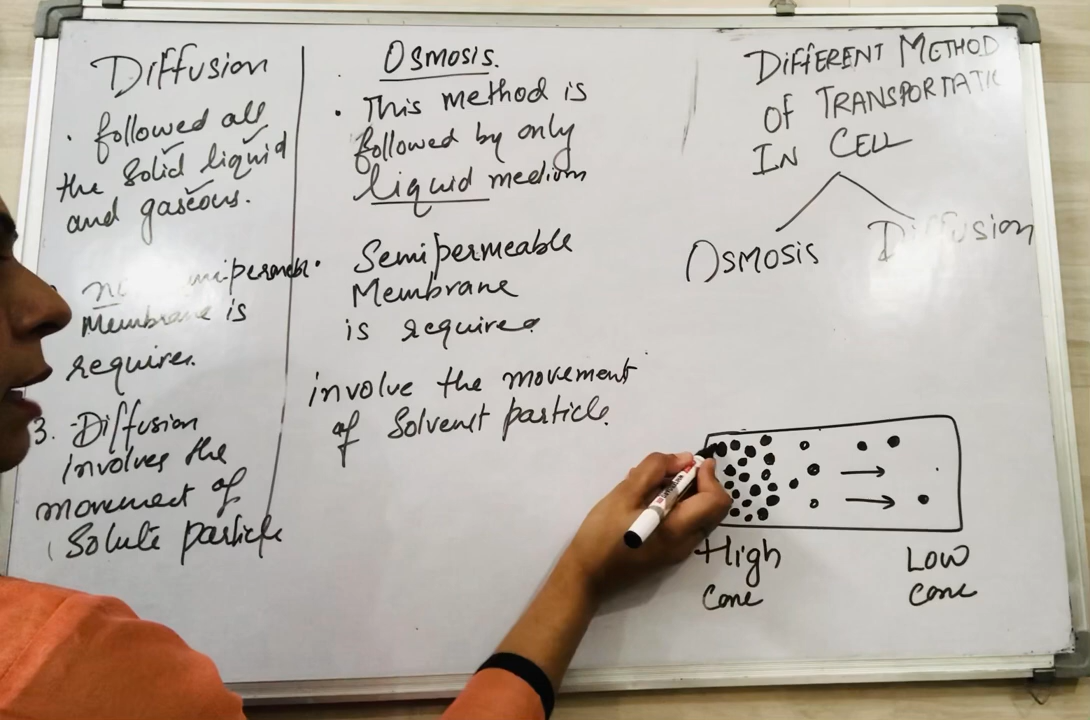 Diffusion
. followed all
the solid liquid
and gaseous.
Membrane is
require.
3. Diffusion
involves the
movement of
Solute particle
Osmosis.
. This method is
followed by only
liquid medium
. Semipermeable
Membrane
is require
involve the movement
of Solvent particle.
DIFFERENT METHOD
OF
IN CELL
OSMOSIS Diffusion
High Low
conc conc